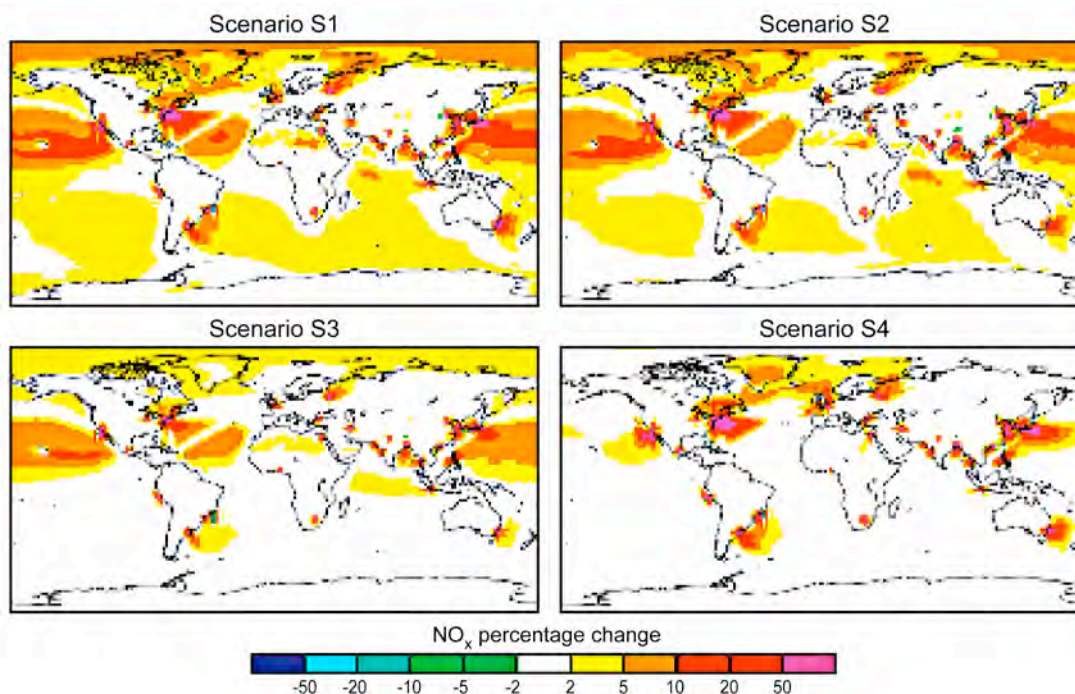 Scenario S1 Scenario S2
Scenario S3 Scenario S4
NOx percentage change
-50 -20 -10 -5 -2 2 5 10 20 50